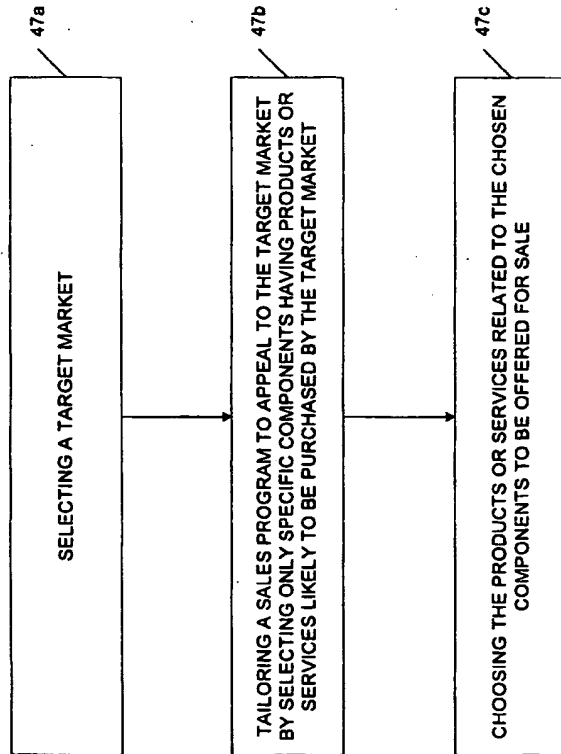 47a
SELECTING A TARGET MARKET
47b
TAILORING A SALES PROGRAM TO APPEAL TO THE TARGET MARKET
BY SELECTING ONLY SPECIFIC COMPONENTS HAVING PRODUCTS OR
SERVICES LIKELY TO BE PURCHASED BY THE TARGET MARKET
47c
CHOOSING THE PRODUCTS OR SERVICES RELATED TO THE CHOSEN
COMPONENTS TO BE OFFERED FOR SALE